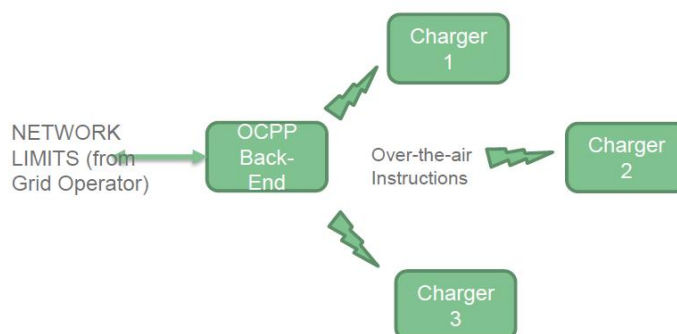 Charger
1
NETWORK
LIMITS (from
Grid Operator)
OCPP
Back-
End
Over-the-air
Instructions
Charger
2
Charger
3